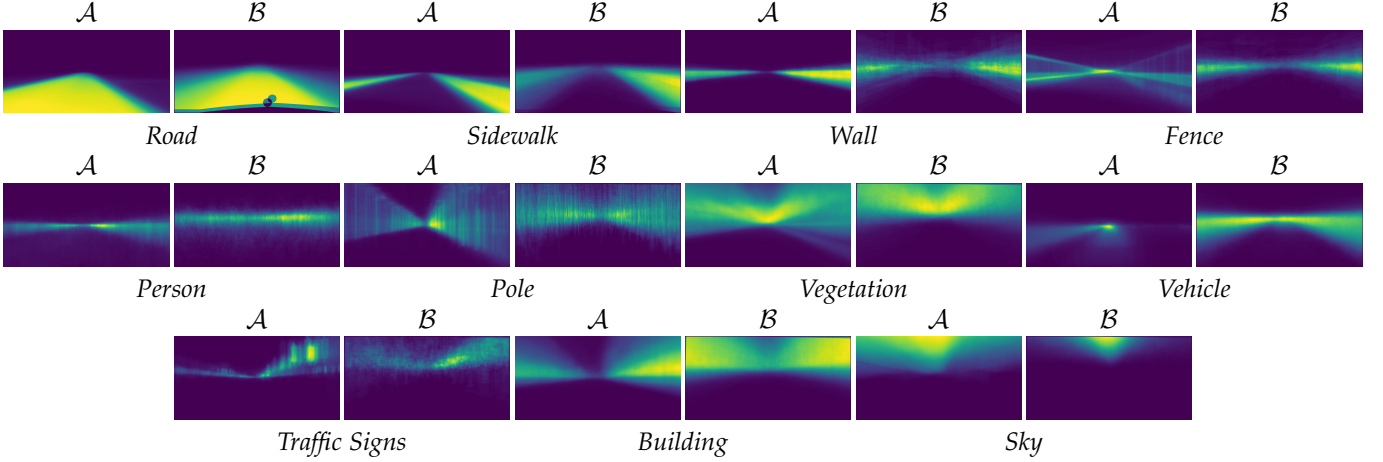 𝒜 ℬ 𝒜 ℬ 𝒜 ℬ 𝒜 ℬ
Road Sidewalk Wall Fence
𝒜 ℬ 𝒜 ℬ 𝒜 ℬ 𝒜 ℬ
Person Pole Vegetation Vehicle
𝒜 ℬ 𝒜 ℬ 𝒜 ℬ
Traffic Signs Building Sky